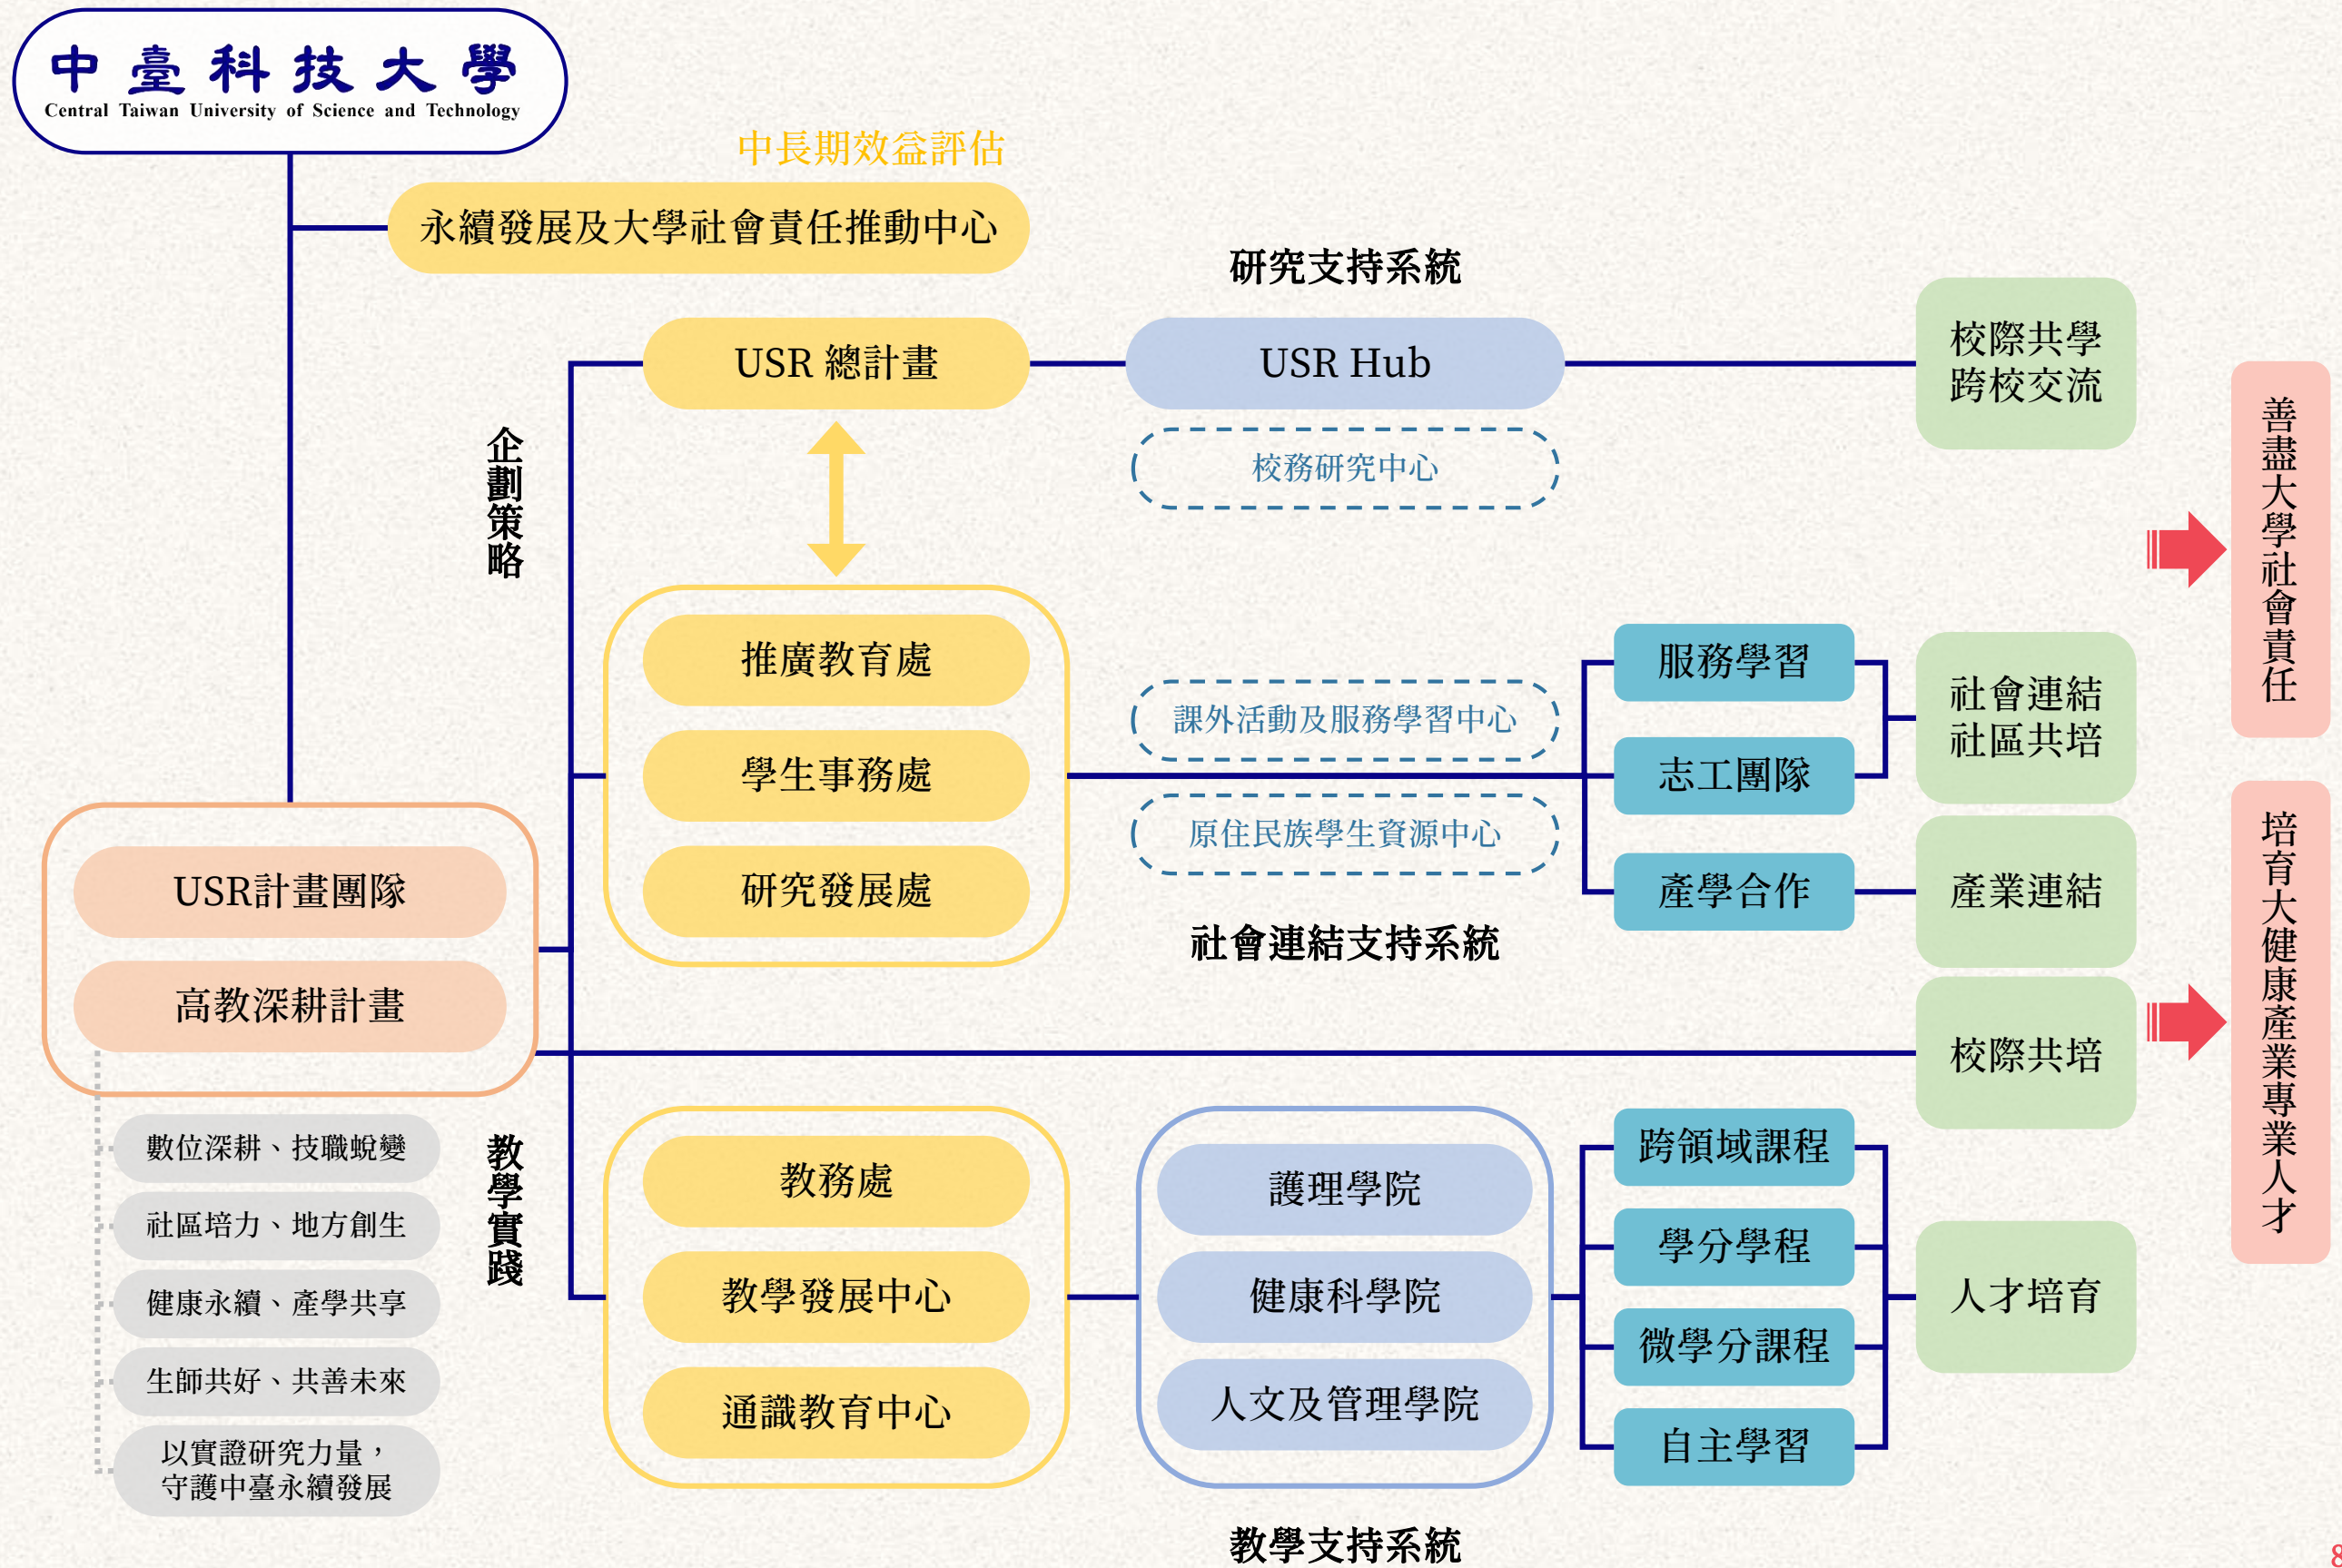 中臺科技大學
Central Taiwan University of Science and Technology
中長期效益評估
永續發展及大學社會責任推動中心
研究支持系統
USR 總計畫
USR Hub
校務研究中心
校際共學
跨校交流
企劃策略
推廣教育處
學生事務處
研究發展處
課外活動及服務學習中心
原住民族學生資源中心
社會連結支持系統
服務學習
志工團隊
產學合作
社會連結
社區共培
產業連結
校際共培
善盡大學社會責任
培育大健康產業專業人才
USR計畫團隊
高教深耕計畫
數位深耕、技職蛻變
社區培力、地方創生
健康永續、產學共享
生師共好、共善未來
以實證研究力量，
守護中臺永續發展
教學實踐
教務處
教學發展中心
通識教育中心
護理學院
健康科學院
人文及管理學院
跨領域課程
學分學程
微學分課程
自主學習
人才培育
教學支持系統
8